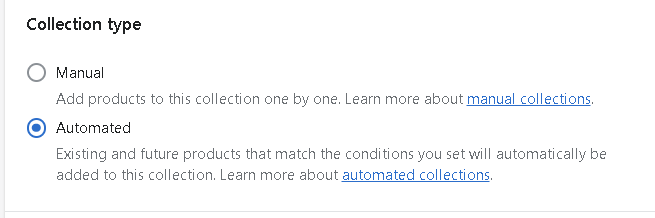 Collection type
Manual
Add products to this collection one by one. Learn more about manual collections.
Automated
Existing and future products that match the conditions you set will automatically be
added to this collection. Learn more about automated collections.